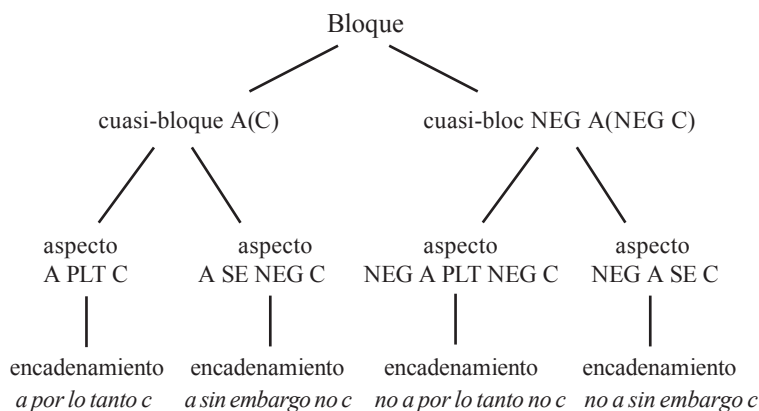 Bloque
cuasi-bloque A(C) cuasi-bloc NEG A(NEG C)
aspecto aspecto aspecto aspecto
A PLT C A SE NEG C NEG A PLT NEG C NEG A SE C
encadenamiento encadenamiento encadenamiento encadenamiento
a por lo tanto c a sin embargo no c no a por lo tanto no c no a sin embargo c